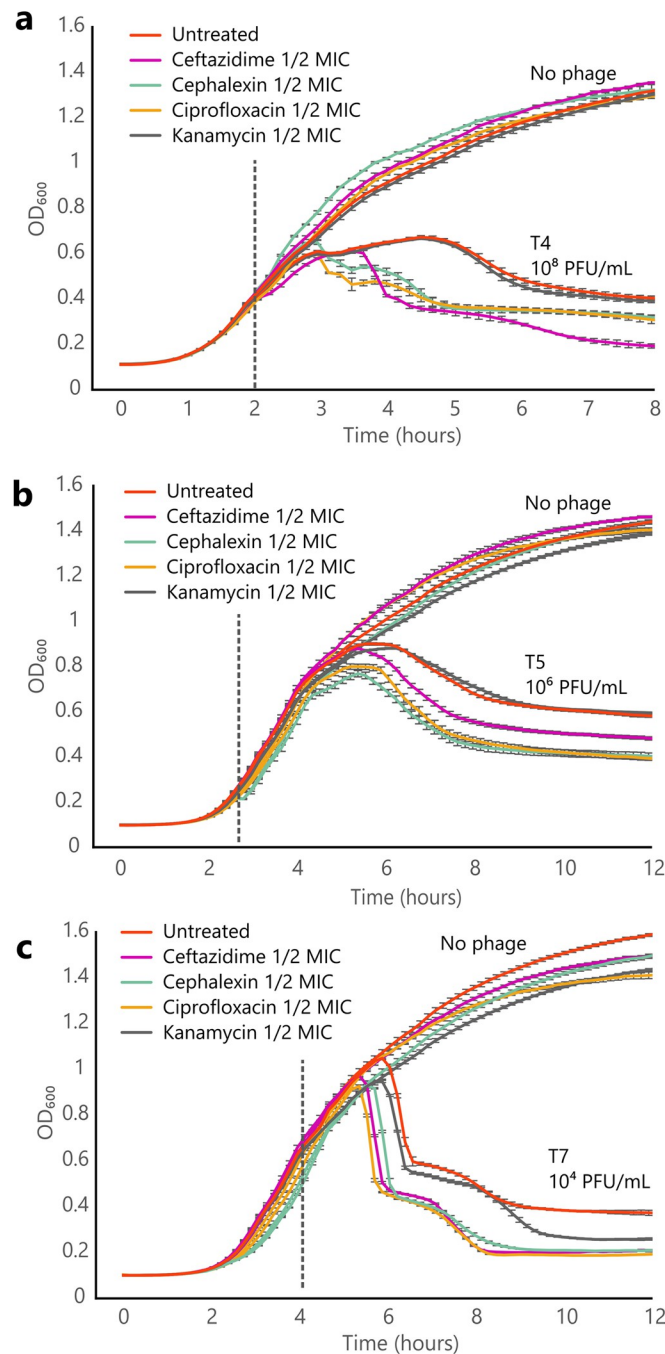 a
1.6
1.4
1.2
1
0.8
0.6
0.4
0.2
0
OD600
Untreated
Ceftazidime 1/2 MIC
Cephalexin 1/2 MIC
Ciprofloxacin 1/2 MIC
Kanamycin 1/2 MIC
No phage
T4
10⁸ PFU/mL
0 1 2 3 4 5 6 7 8
Time (hours)
b
1.6
1.4
1.2
1
0.8
0.6
0.4
0.2
0
OD600
Untreated
Ceftazidime 1/2 MIC
Cephalexin 1/2 MIC
Ciprofloxacin 1/2 MIC
Kanamycin 1/2 MIC
No phage
T5
10⁶ PFU/mL
0 2 4 6 8 10 12
Time (hours)
c
1.6
1.4
1.2
1
0.8
0.6
0.4
0.2
0
OD600
Untreated
Ceftazidime 1/2 MIC
Cephalexin 1/2 MIC
Ciprofloxacin 1/2 MIC
Kanamycin 1/2 MIC
No phage
T7
10⁴ PFU/mL
0 2 4 6 8 10 12
Time (hours)